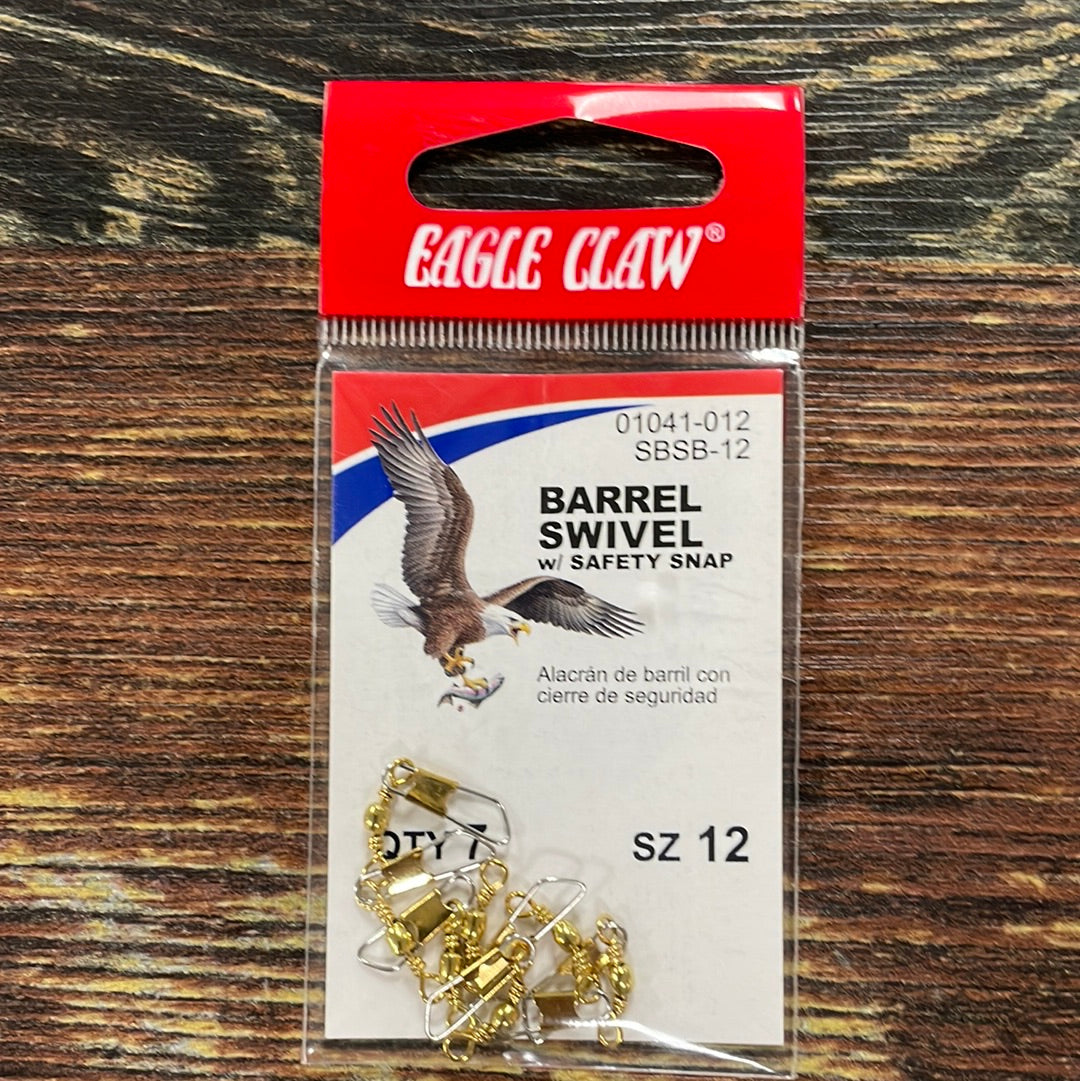 EAGLE CLAW®
01041-012
SBSB-12
BARREL
SWIVEL
w/ SAFETY SNAP
Alacrán de barril con
cierre de seguridad
QTY 7
SZ 12